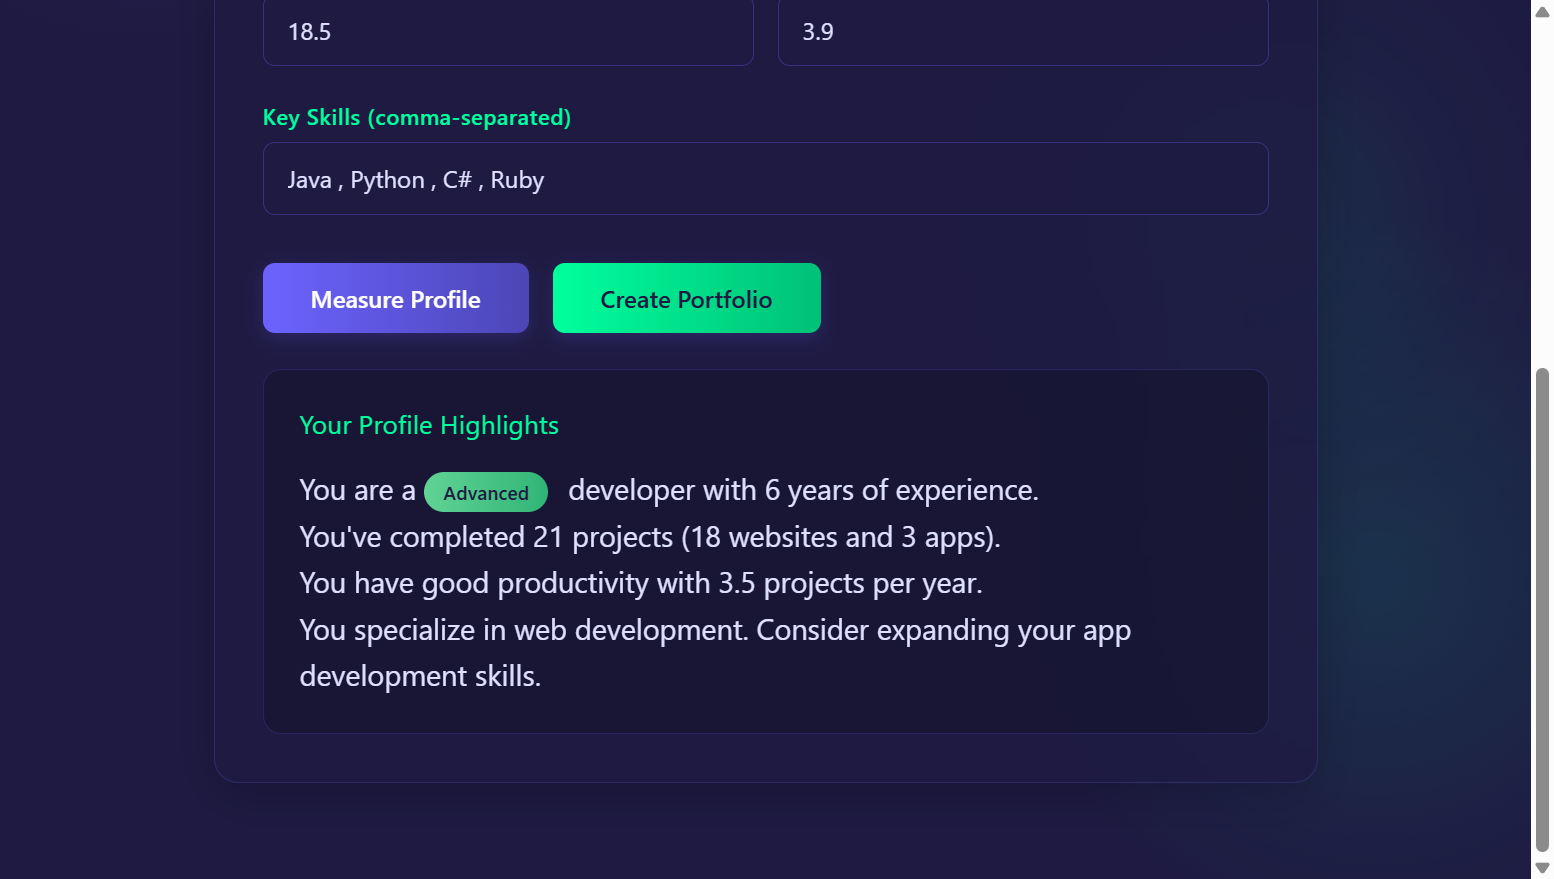 18.5 3.9
Key Skills (comma-separated)
Java , Python , C# , Ruby
Measure Profile Create Portfolio
Your Profile Highlights
You are a Advanced developer with 6 years of experience.
You've completed 21 projects (18 websites and 3 apps).
You have good productivity with 3.5 projects per year.
You specialize in web development. Consider expanding your app
development skills.